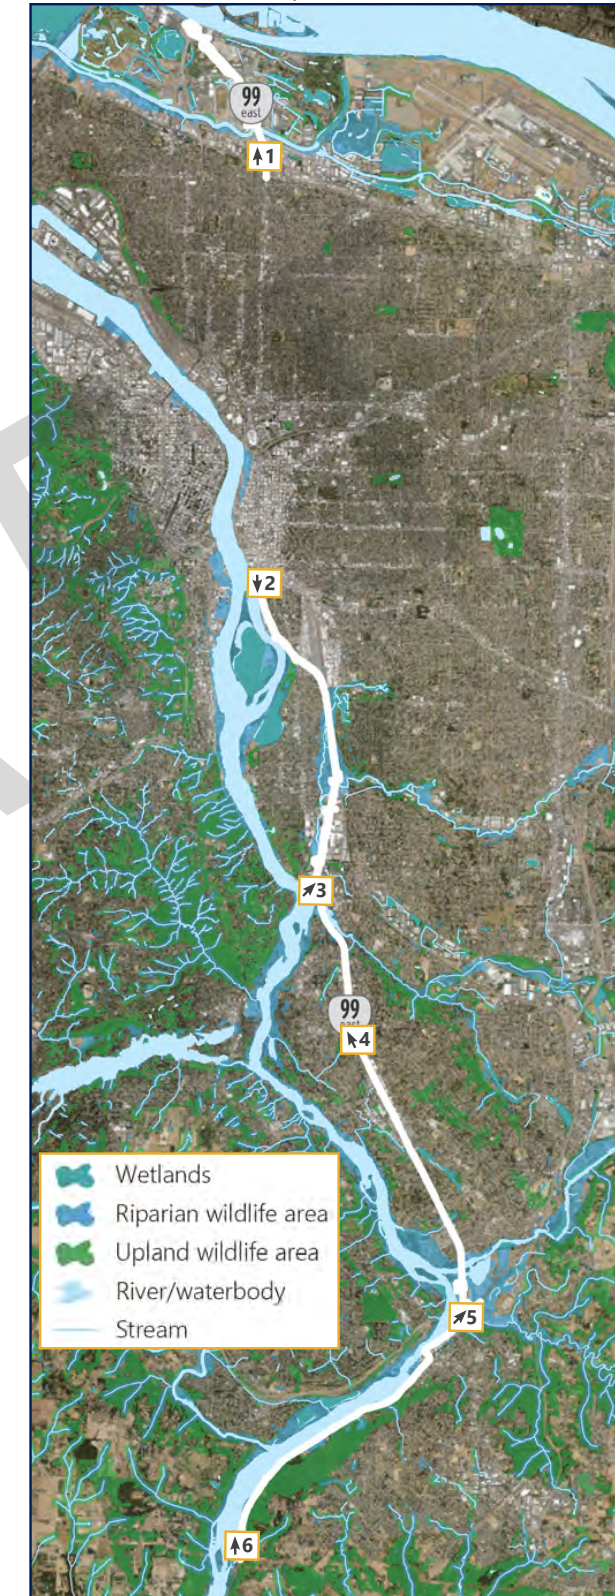 99
east
1
2
3
99
east
4
Wetlands
Riparian wildlife area
Upland wildlife area
River/waterbody
Stream
5
6